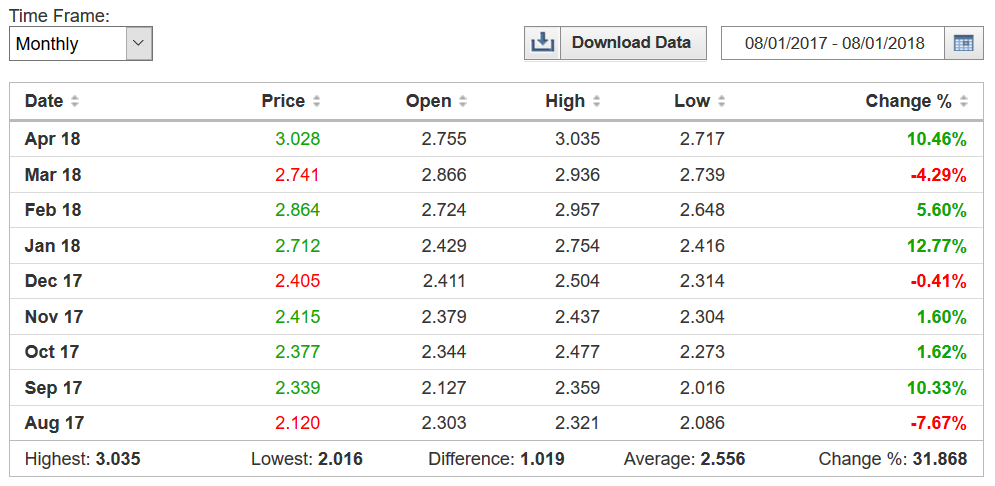 Time Frame:
Monthly Download Data 08/01/2017 - 08/01/2018
Date Price Open High Low Change %
Apr 18 3.028 2.755 3.035 2.717 10.46%
Mar 18 2.741 2.866 2.936 2.739 -4.29%
Feb 18 2.864 2.724 2.957 2.648 5.60%
Jan 18 2.712 2.429 2.754 2.416 12.77%
Dec 17 2.405 2.411 2.504 2.314 -0.41%
Nov 17 2.415 2.379 2.437 2.304 1.60%
Oct 17 2.377 2.344 2.477 2.273 1.62%
Sep 17 2.339 2.127 2.359 2.016 10.33%
Aug 17 2.120 2.303 2.321 2.086 -7.67%
Highest: 3.035 Lowest: 2.016 Difference: 1.019 Average: 2.556 Change %: 31.868